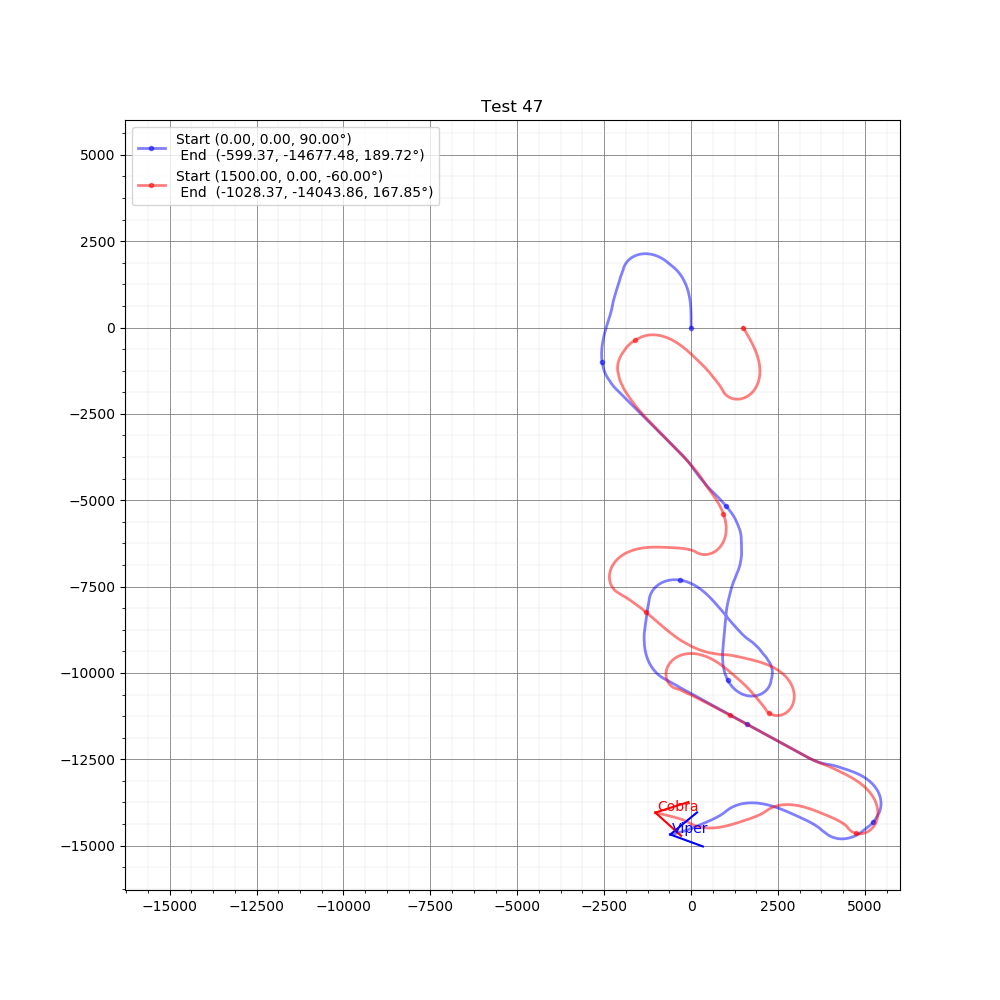 Test 47
Start (0.00, 0.00, 90.00°)
End (-599.37, -14677.48, 189.72°)
Start (1500.00, 0.00, -60.00°)
End (-1028.37, -14043.86, 167.85°)
5000
2500
0
−2500
−5000
−7500
−10000
−12500
−15000
Cobra
Viper
−15000 −12500 −10000 −7500 −5000 −2500 0 2500 5000